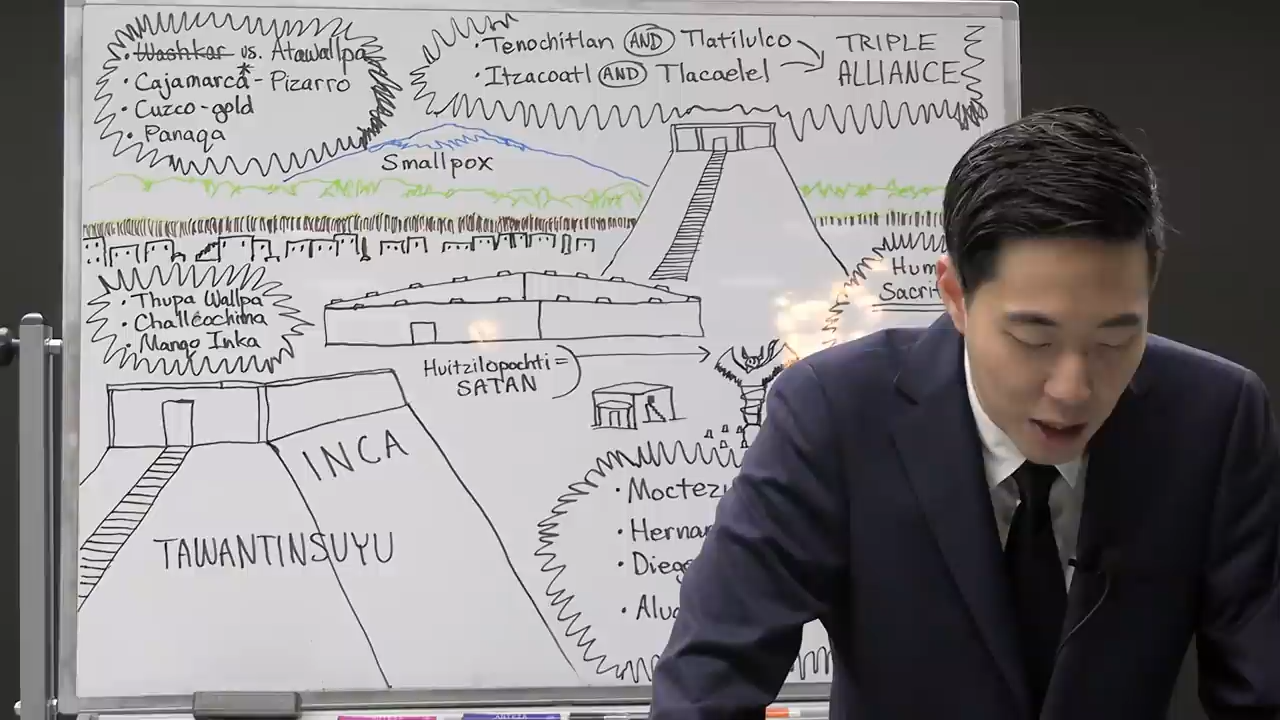 · Washkar vs. Atawallpa
· Cajamarca* - Pizarro
· Cuzco - gold
· Panaqa
· Tenochitlan AND Tlatilulco
· Itzacoatl AND Tlacaelel
TRIPLE
ALLIANCE
Smallpox
· Thupa Wallpa
· Challcochima
· Mango Inka
Huitzilopochti =
SATAN
INCA
TAWANTINSUYU